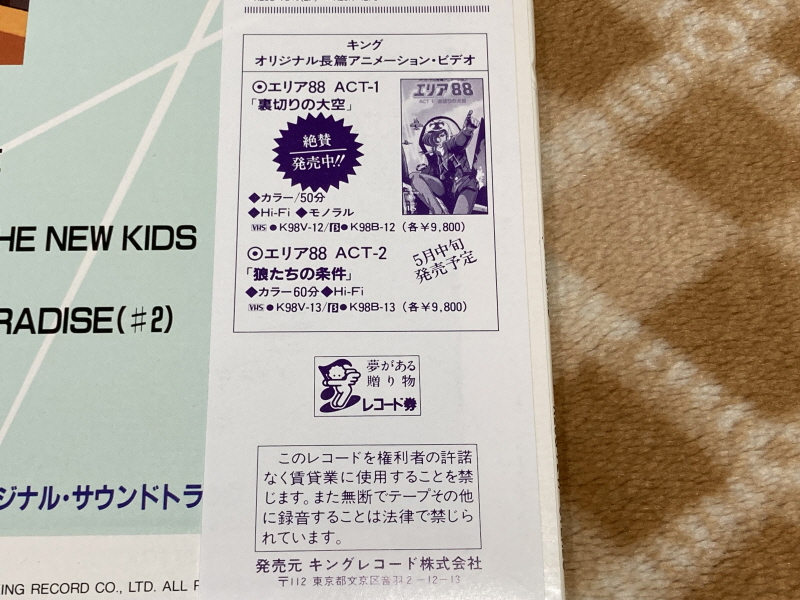 キング
オリジナル長篇アニメーション・ビデオ
⦿エリア88 ACT-1
「裏切りの大空」
エリア88
絶賛
発売中!!
◆カラー/50分
◆Hi-Fi ◆モノラル
VHS ●K98V-12/β●K98B-12 (各¥9,800)
⦿エリア88 ACT-2
「狼たちの条件」
5月中旬
発売予定
◆カラー60分◆Hi-Fi
VHS ●K98V-13/β●K98B-13 (各¥9,800)
HE NEW KIDS
RADISE(#2)
夢がある
贈り物
レコード券
このレコードを権利者の許諾
なく賃貸業に使用することを禁
じます。また無断でテープその他
に録音することは法律で禁じら
れています。
ジナル・サウンドトラ
発売元 キングレコード株式会社
〒112 東京都文京区音羽2-12-13
KING RECORD CO., LTD. ALL R